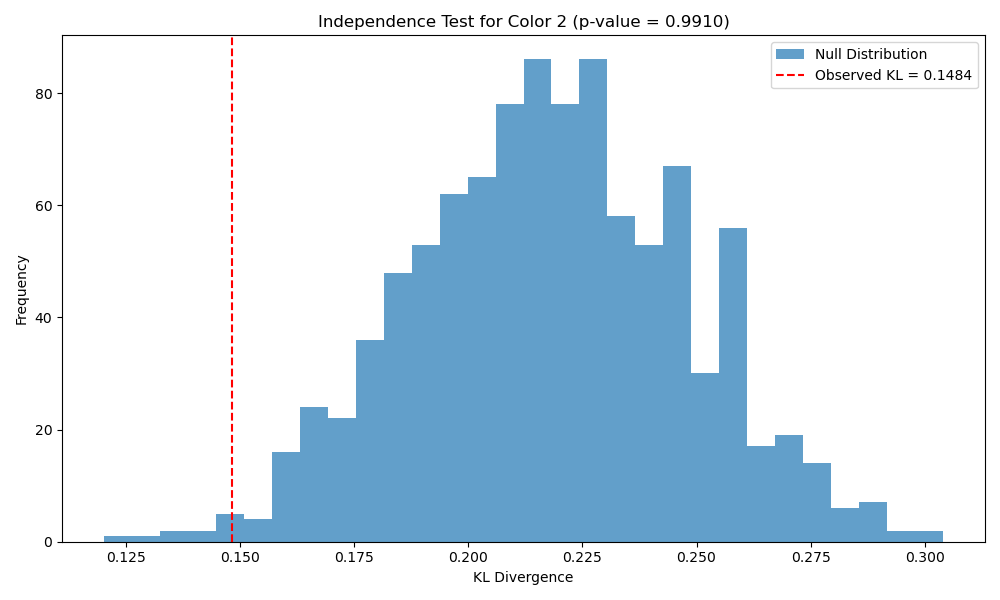 Independence Test for Color 2 (p-value = 0.9910)
Null Distribution
Observed KL = 0.1484
Frequency
80
60
40
20
0
0.125 0.150 0.175 0.200 0.225 0.250 0.275 0.300
KL Divergence